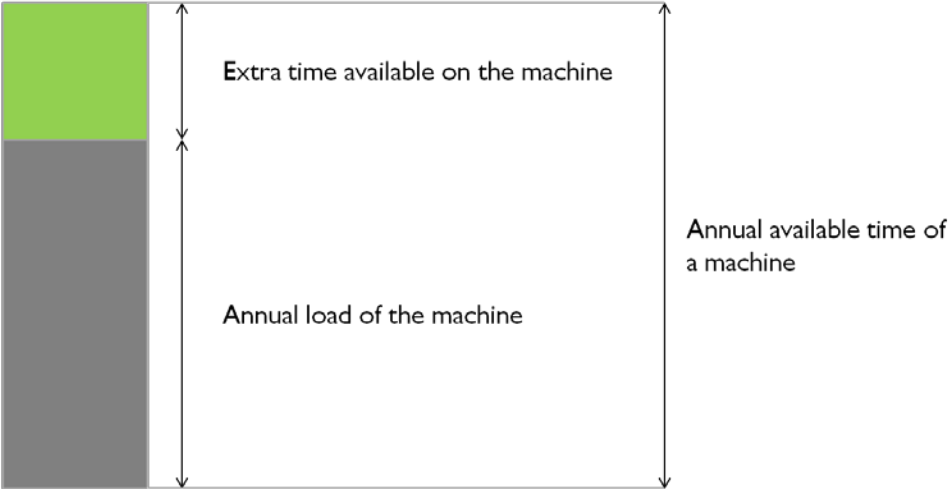 Extra time available on the machine
Annual available time of
a machine
Annual load of the machine